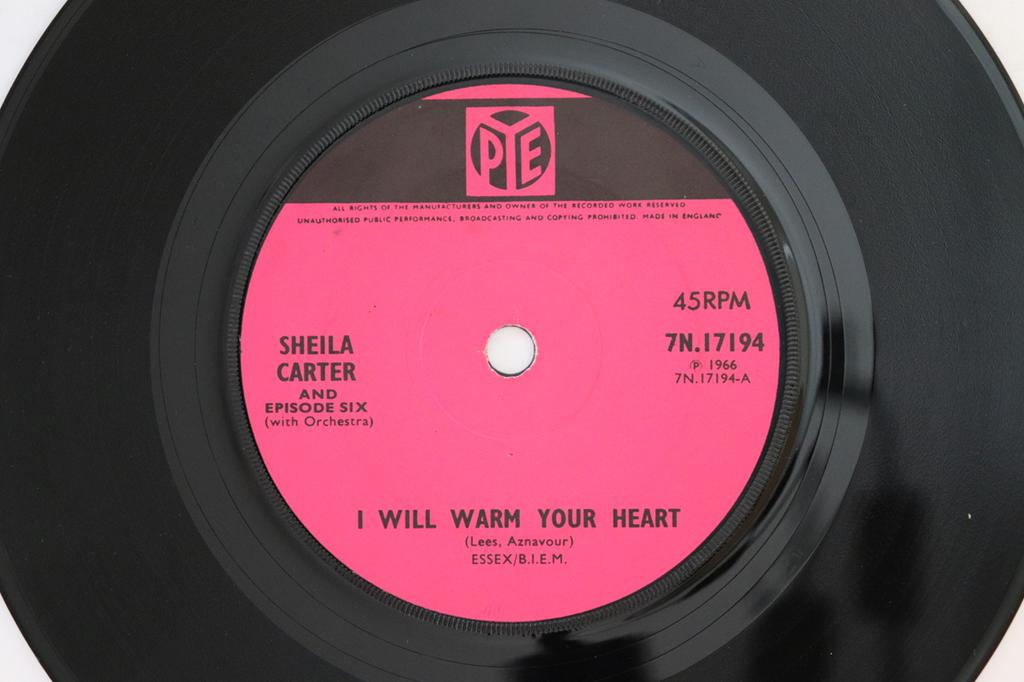 PYE
ALL RIGHTS OF THE MANUFACTURERS AND OWNER OF THE RECORDED WORK RESERVED
UNAUTHORISED PUBLIC PERFORMANCE, BROADCASTING AND COPYING PROHIBITED. MADE IN ENGLAND
45RPM
7N.17194
℗ 1966
7N.17194-A
SHEILA
CARTER
AND
EPISODE SIX
(with Orchestra)
I WILL WARM YOUR HEART
(Lees, Aznavour)
ESSEX/B.I.E.M.